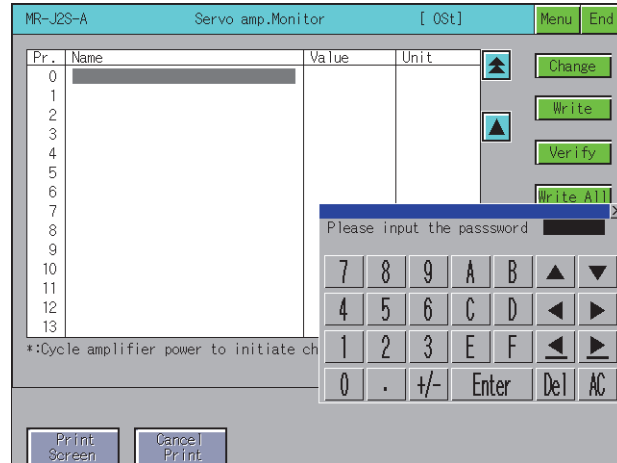 MR-J2S-A Servo amp.Monitor [ 0St] Menu End
Pr. Name Value Unit
0
Change
1
2
Write
3
4
Verify
5
6
Write All
7
8
Please input the passsword
9
10
11
12
13
7 8 9 A B ▲ ▼
4 5 6 C D ◀ ▶
1 2 3 E F ◀ ▶
0 . +/- Enter Del AC
*:Cycle amplifier power to initiate ch
Print
Screen
Cancel
Print